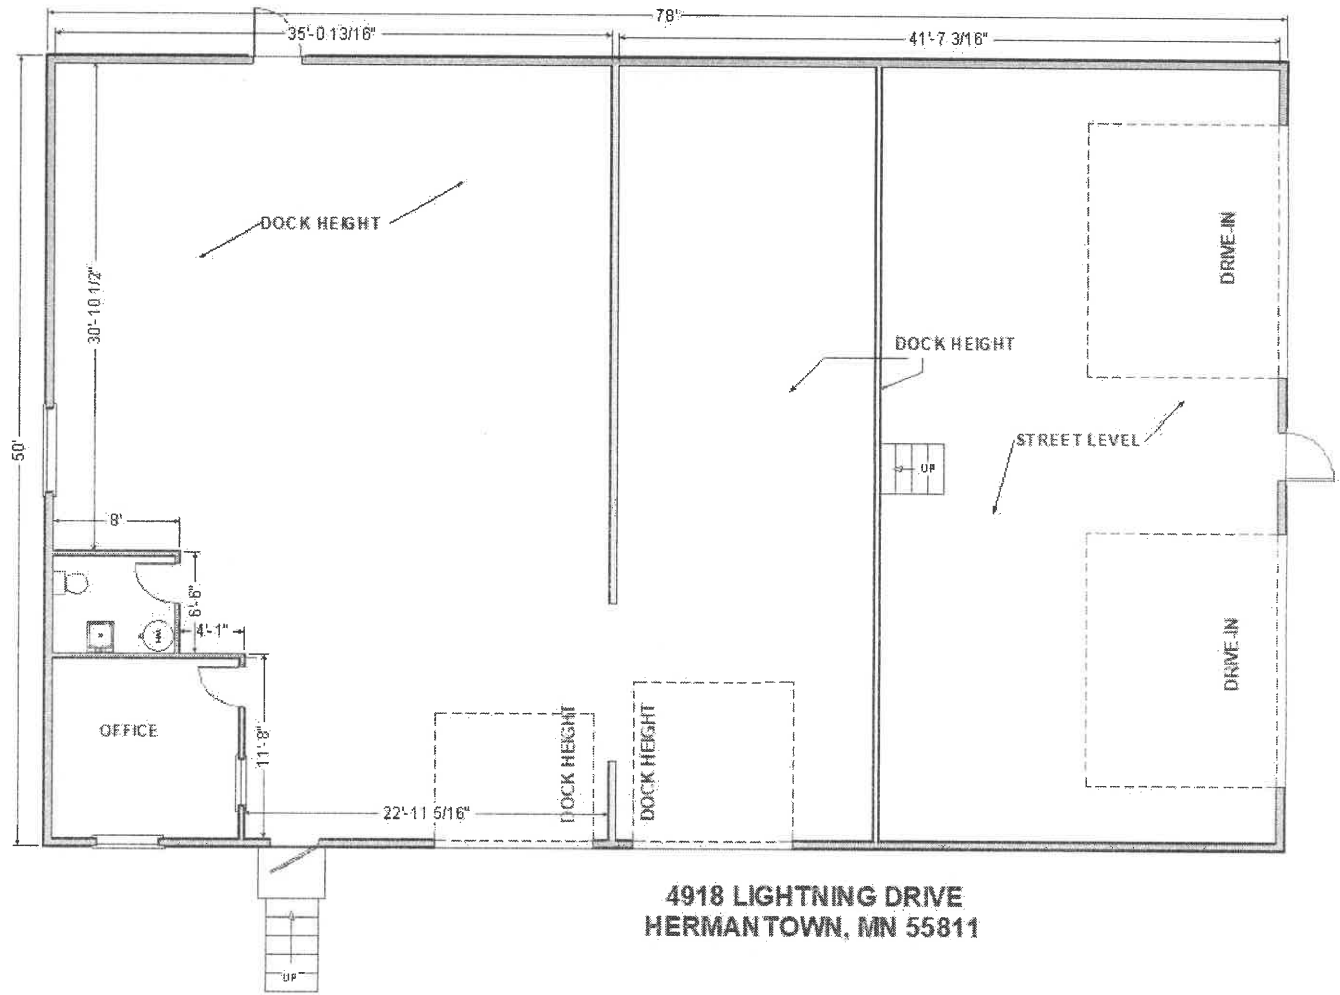 78'
35'-0 13/16"
41'-7 3/16"
DOCK HEIGHT
DRIVE-IN
30'-10 1/2"
DOCK HEIGHT
STREET LEVEL
50'
UP
8'
6'-6"
4'-1"
DRIVE-IN
OFFICE
11'-8"
DOCK HEIGHT
DOCK HEIGHT
22'-11 5/16"
4918 LIGHTNING DRIVE
HERMANTOWN, MN 55811
UP